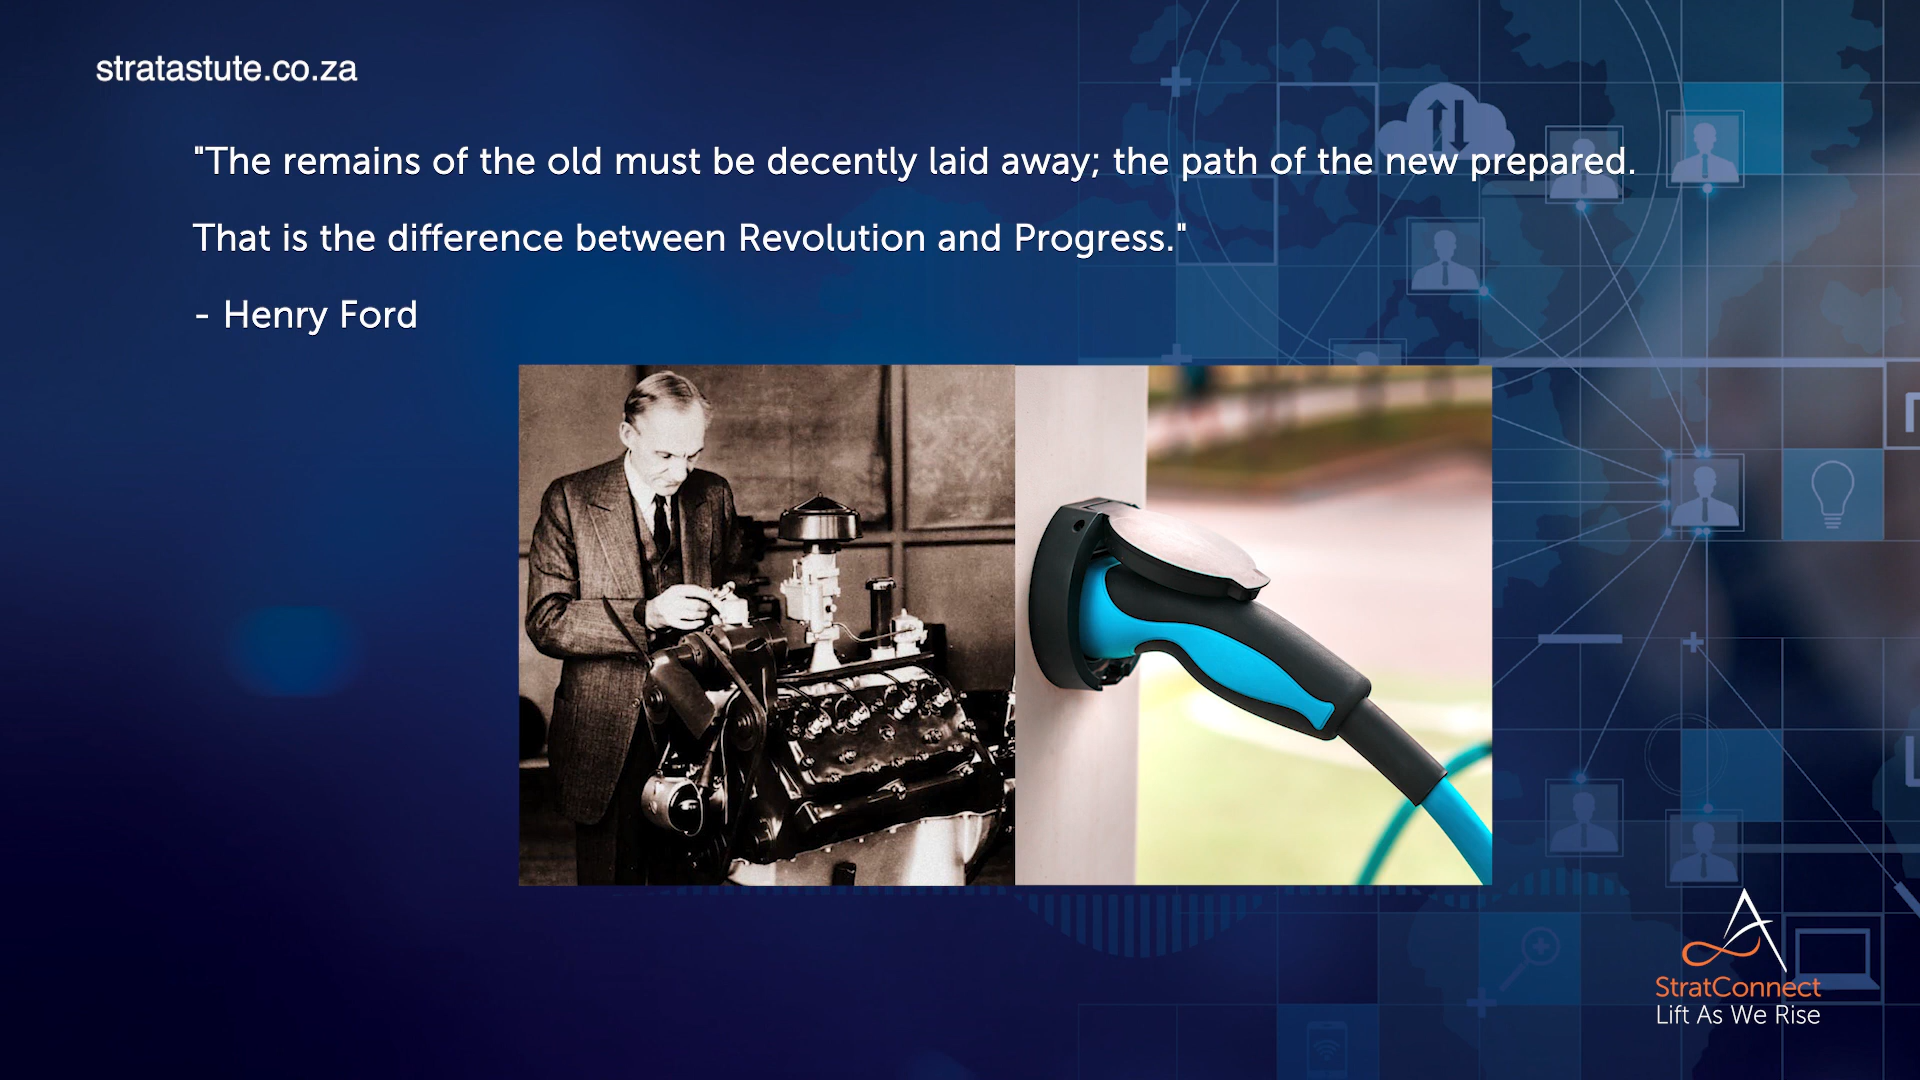 stratastute.co.za
"The remains of the old must be decently laid away; the path of the new prepared.
That is the difference between Revolution and Progress."
- Henry Ford
StratConnect
Lift As We Rise